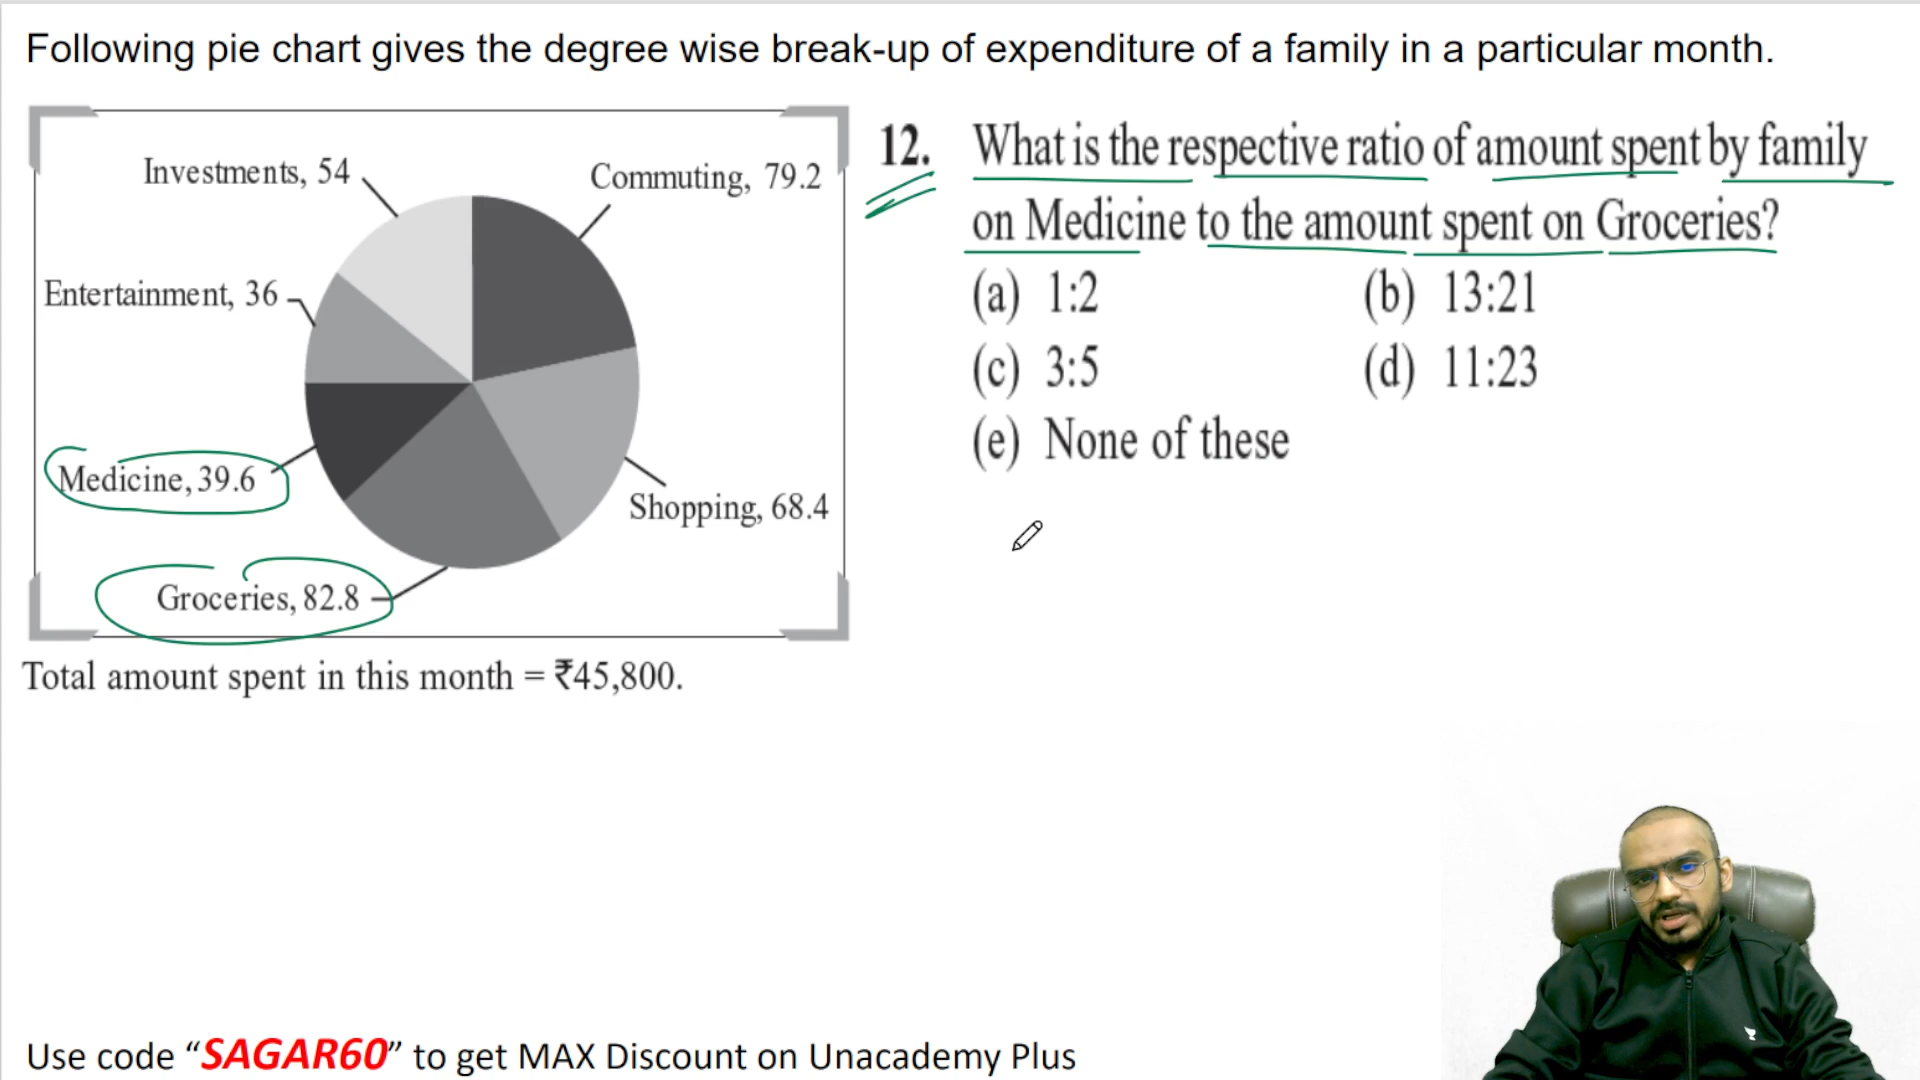 Following pie chart gives the degree wise break-up of expenditure of a family in a particular month.
Investments, 54
Commuting, 79.2
Entertainment, 36
Medicine, 39.6
Shopping, 68.4
Groceries, 82.8
Total amount spent in this month = ₹45,800.
12. What is the respective ratio of amount spent by family
on Medicine to the amount spent on Groceries?
(a) 1:2 (b) 13:21
(c) 3:5 (d) 11:23
(e) None of these
Use code “SAGAR60” to get MAX Discount on Unacademy Plus